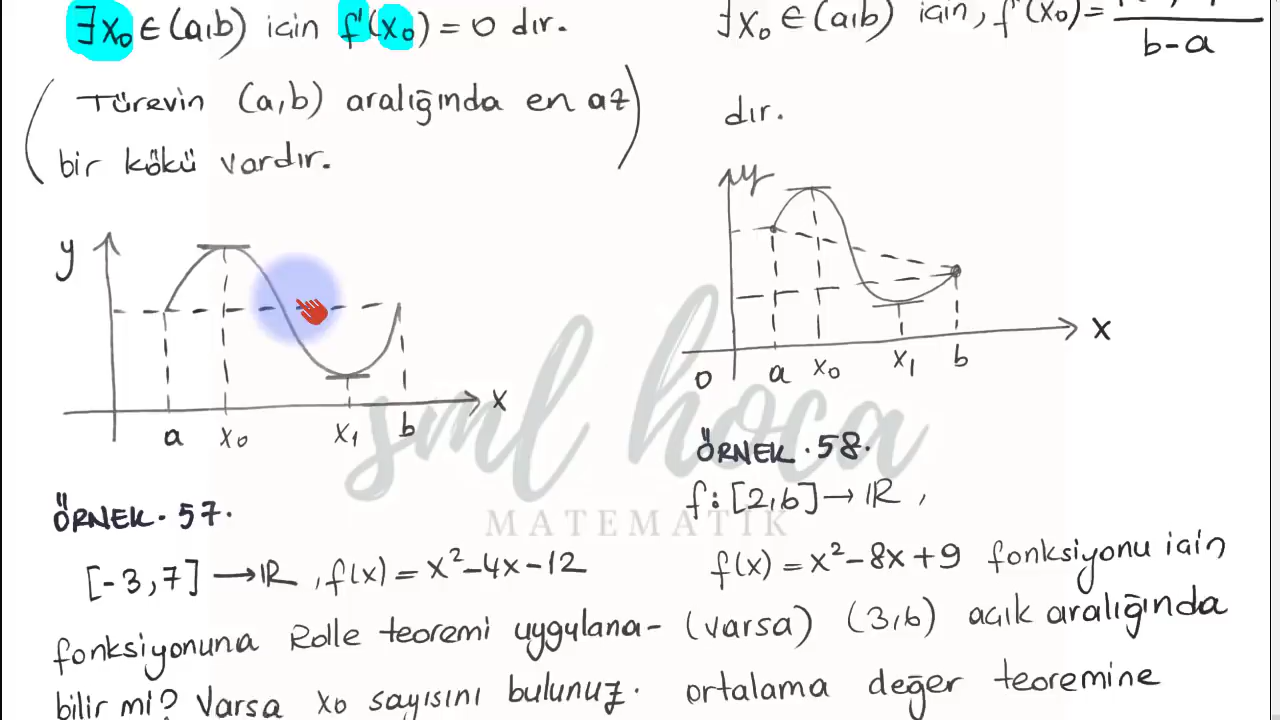 ∃x₀ ∈ (a,b) için f'(x₀) = 0 dır.
(Türevin (a,b) aralığında en az
bir kökü vardır.)
y
x
a x₀ x₁ b
ÖRNEK.57.
[-3,7] → IR, f(x) = x²-4x-12
fonksiyonuna Rolle teoremi uygulana-
bilir mi? Varsa x₀ sayısını bulunuz.
∃x₀ ∈ (a,b) için, f'(x₀) =
b-a
dır.
y
x
0 a x₀ x₁ b
ÖRNEK.58.
f: [2,b] → IR,
f(x) = x²-8x+9 fonksiyonu için
(varsa) (3,b) açık aralığında
ortalama değer teoremine
sml hoca
MATEMATİK